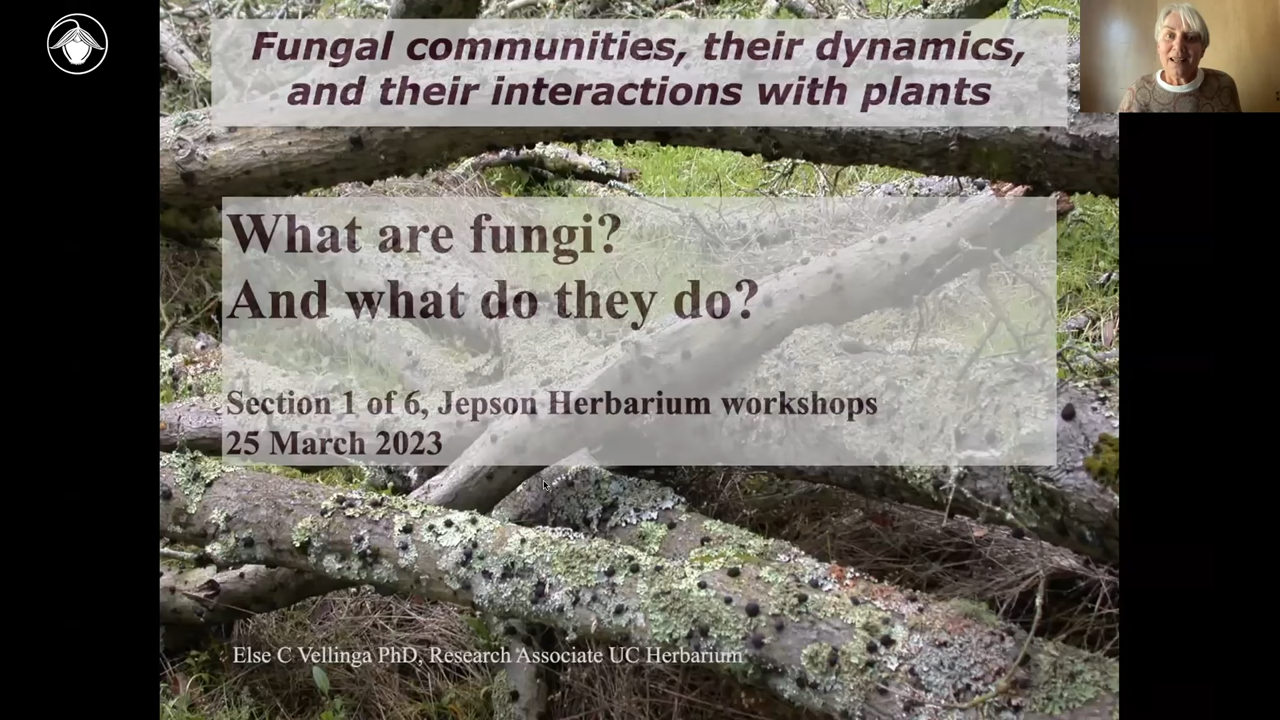 Fungal communities, their dynamics,
and their interactions with plants
What are fungi?
And what do they do?
Section 1 of 6, Jepson Herbarium workshops
25 March 2023
Else C Vellinga PhD, Research Associate UC Herbarium